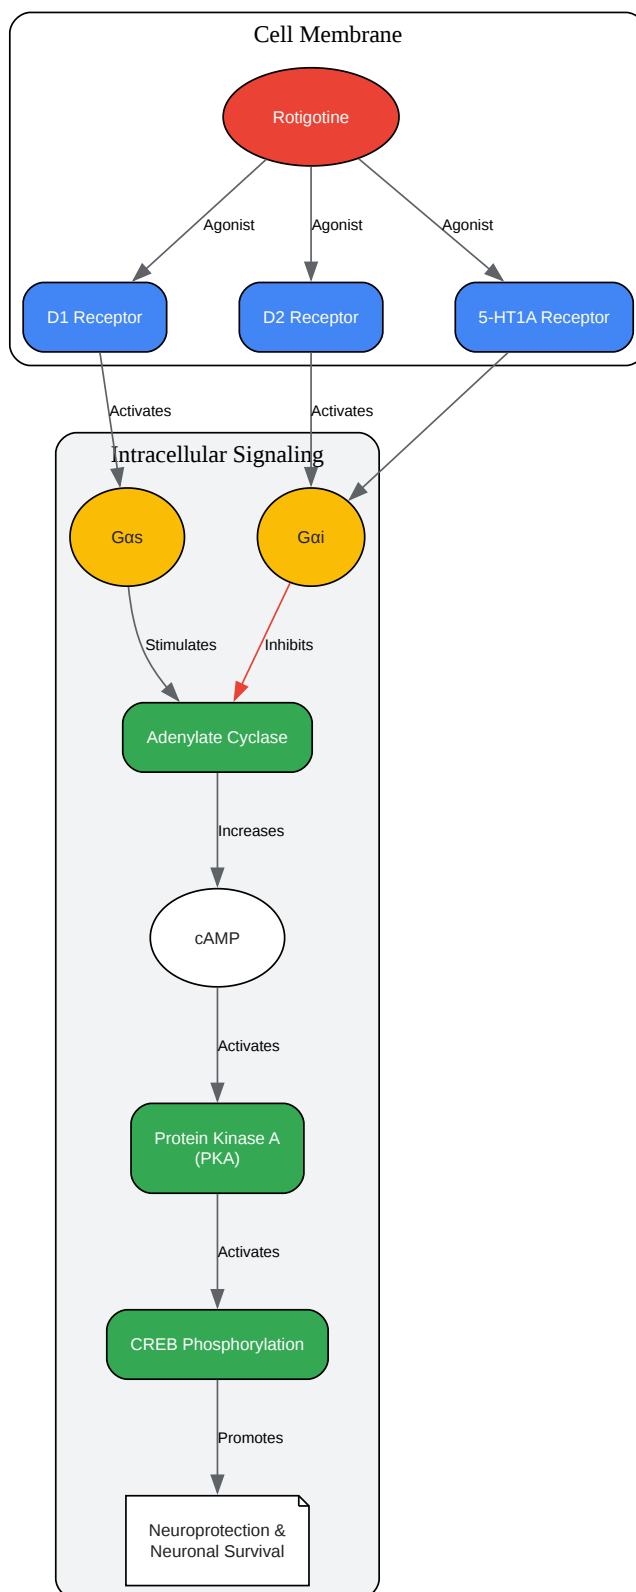 Cell Membrane
Rotigotine
Agonist
Agonist
Agonist
D1 Receptor
D2 Receptor
5-HT1A Receptor
Activates
Activates
Intracellular Signaling
Gαs
Gαi
Stimulates
Inhibits
Adenylate Cyclase
Increases
cAMP
Activates
Protein Kinase A
(PKA)
Activates
CREB Phosphorylation
Promotes
Neuroprotection &
Neuronal Survival